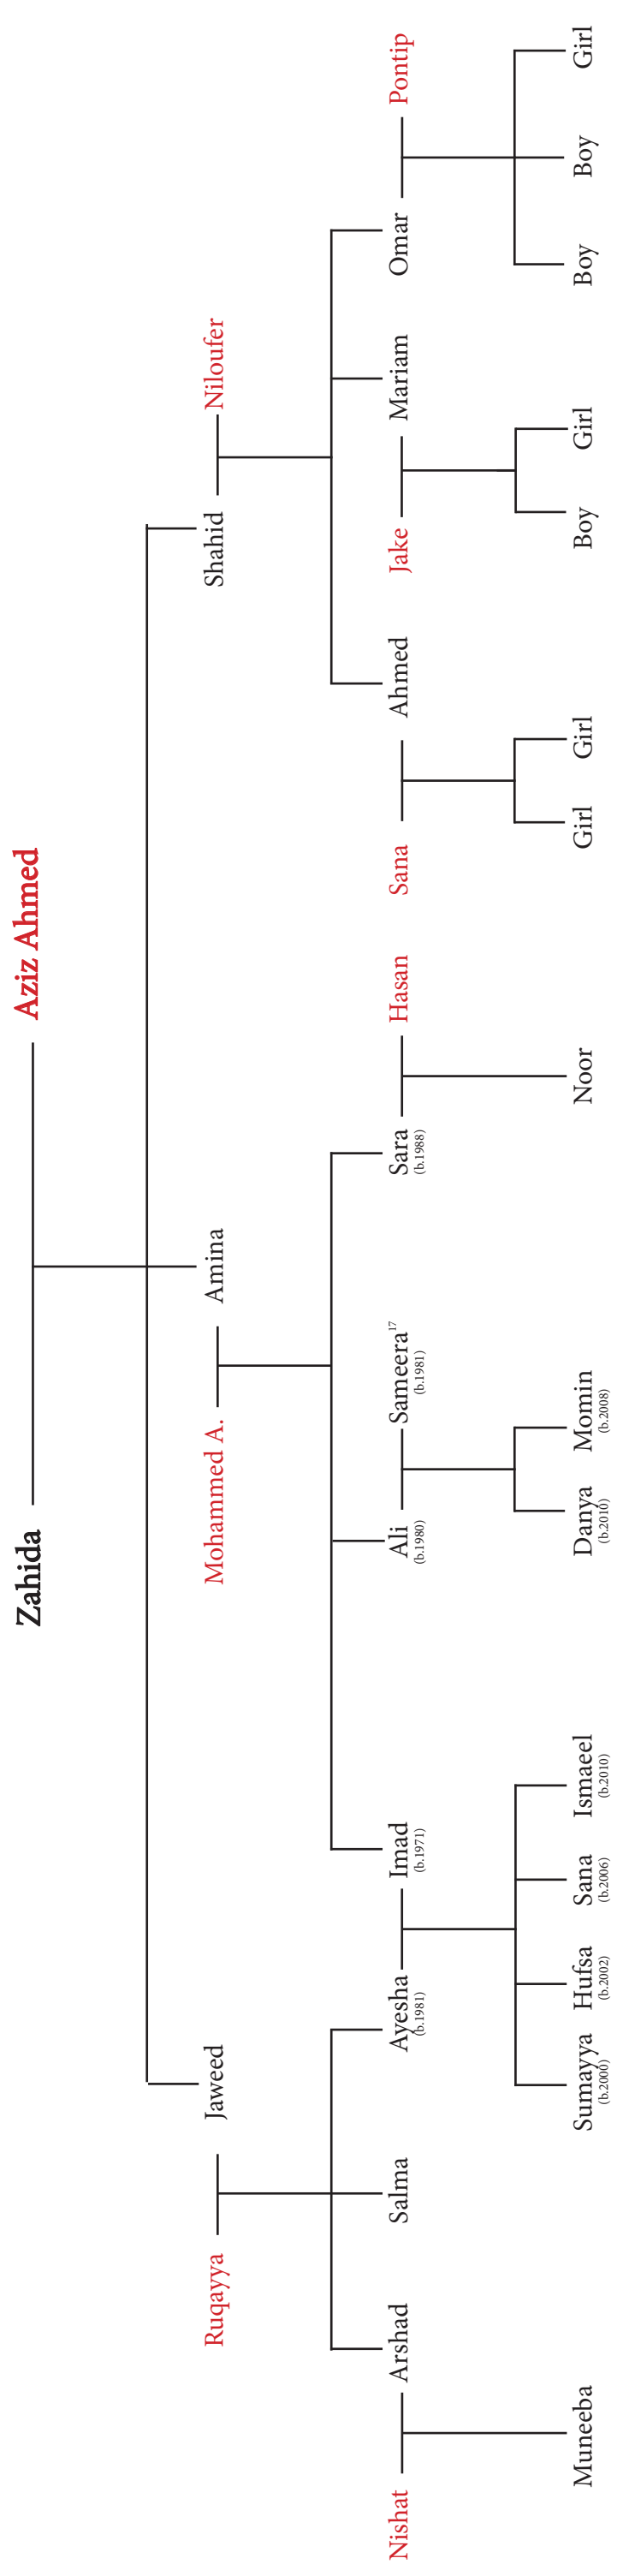 Zahida Aziz Ahmed
Ruqayya Jaweed Mohammed A. Amina Shahid Niloufer
Nishat Arshad Salma Ayesha Imad Ali Sameera17 Sara Hasan Sana Ahmed Jake Mariam Omar Pontip
(b.1981) (b.1971) (b.1980) (b.1981) (b.1988)
Muneeba Sumayya Hufsa Sana Ismaeel Danya Momin Noor Girl Girl Boy Girl Boy Boy Girl
(b.2000) (b.2002) (b.2006) (b.2010) (b.2010) (b.2008)